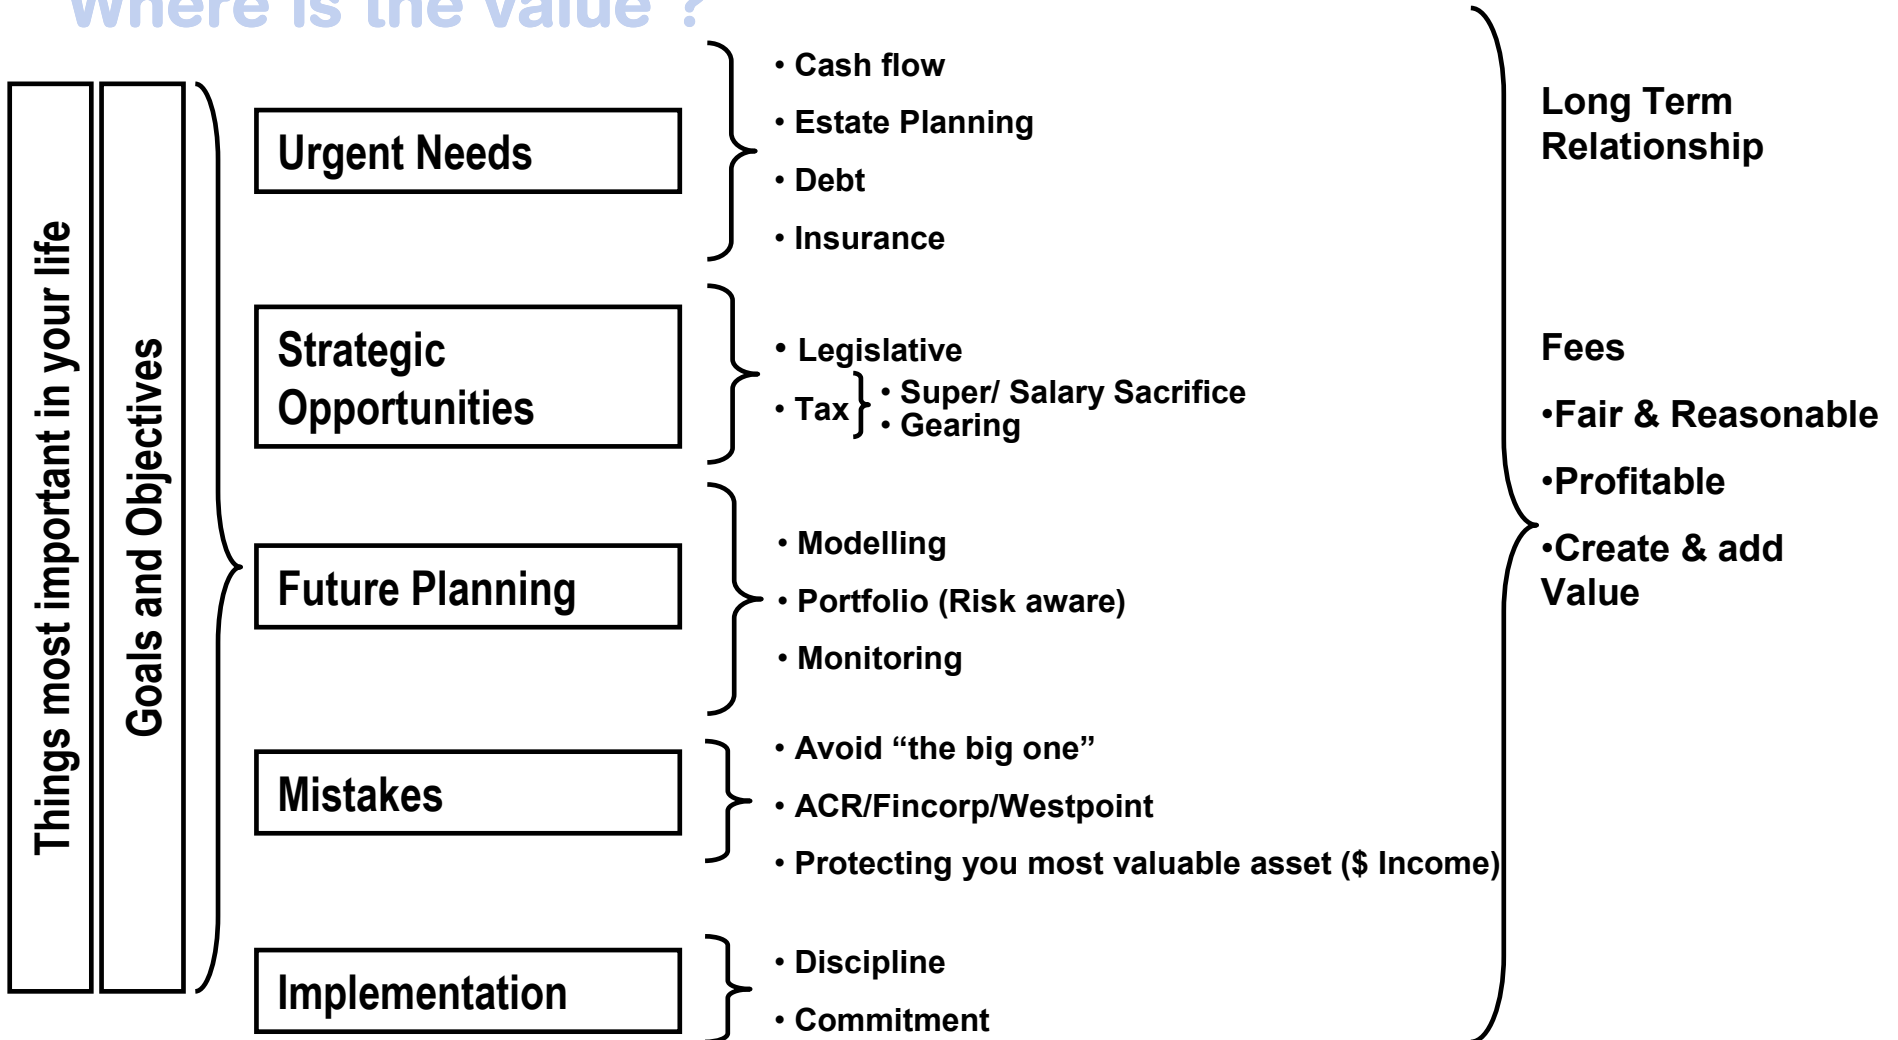 Where is the value ?
Things most important in your life
Goals and Objectives
Urgent Needs
• Cash flow
• Estate Planning
• Debt
• Insurance
Strategic
Opportunities
• Legislative
• Tax
• Super/ Salary Sacrifice
• Gearing
Future Planning
• Modelling
• Portfolio (Risk aware)
• Monitoring
Mistakes
• Avoid “the big one”
• ACR/Fincorp/Westpoint
• Protecting you most valuable asset ($ Income)
Implementation
• Discipline
• Commitment
Long Term
Relationship
Fees
•Fair & Reasonable
•Profitable
•Create & add
Value